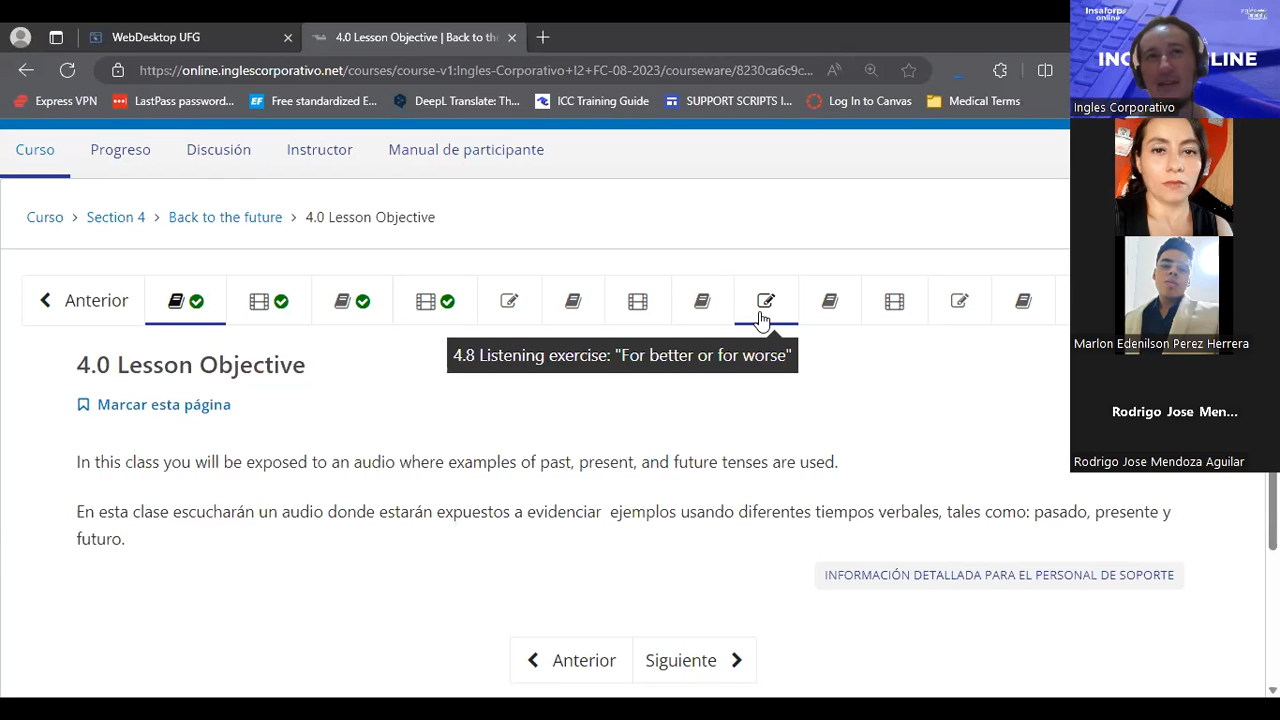 WebDesktop UFG
4.0 Lesson Objective | Back to th
https://online.inglescorporativo.net/courses/course-v1:Ingles-Corporativo+I2+FC-08-2023/courseware/8230ca6c9c...
Express VPN
LastPass password...
Free standardized E...
DeepL Translate: Th...
ICC Training Guide
SUPPORT SCRIPTS I...
Log In to Canvas
Medical Terms
Curso
Progreso
Discusión
Instructor
Manual de participante
Curso > Section 4 > Back to the future > 4.0 Lesson Objective
Anterior
4.8 Listening exercise: "For better or for worse"
4.0 Lesson Objective
Marcar esta página
In this class you will be exposed to an audio where examples of past, present, and future tenses are used.
En esta clase escucharán un audio donde estarán expuestos a evidenciar ejemplos usando diferentes tiempos verbales, tales como: pasado, presente y
futuro.
INFORMACIÓN DETALLADA PARA EL PERSONAL DE SOPORTE
Anterior
Siguiente
Insaforp
online
Ingles Corporativo
Marlon Edenilson Perez Herrera
Rodrigo Jose Men...
Rodrigo Jose Mendoza Aguilar